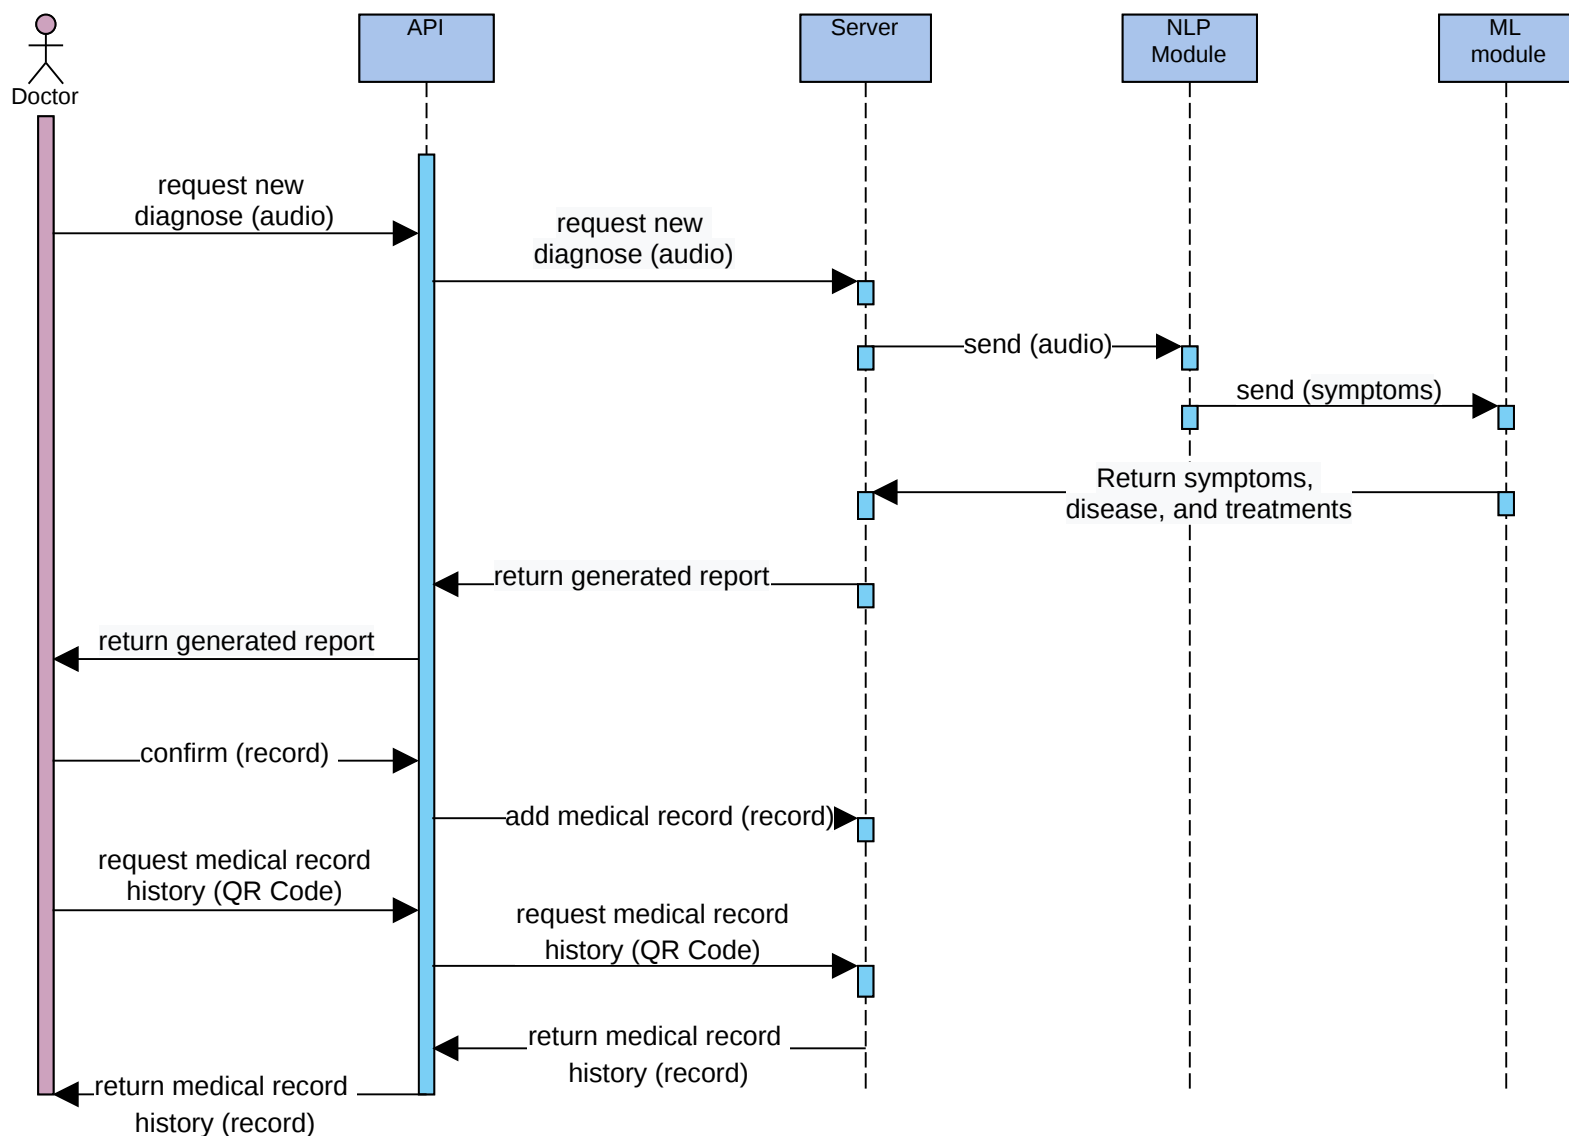 Doctor
API
Server
NLP
Module
ML
module
request new
diagnose (audio)
request new
diagnose (audio)
send (audio)
send (symptoms)
Return symptoms,
disease, and treatments
return generated report
return generated report
confirm (record)
add medical record (record)
request medical record
history (QR Code)
request medical record
history (QR Code)
return medical record
history (record)
return medical record
history (record)